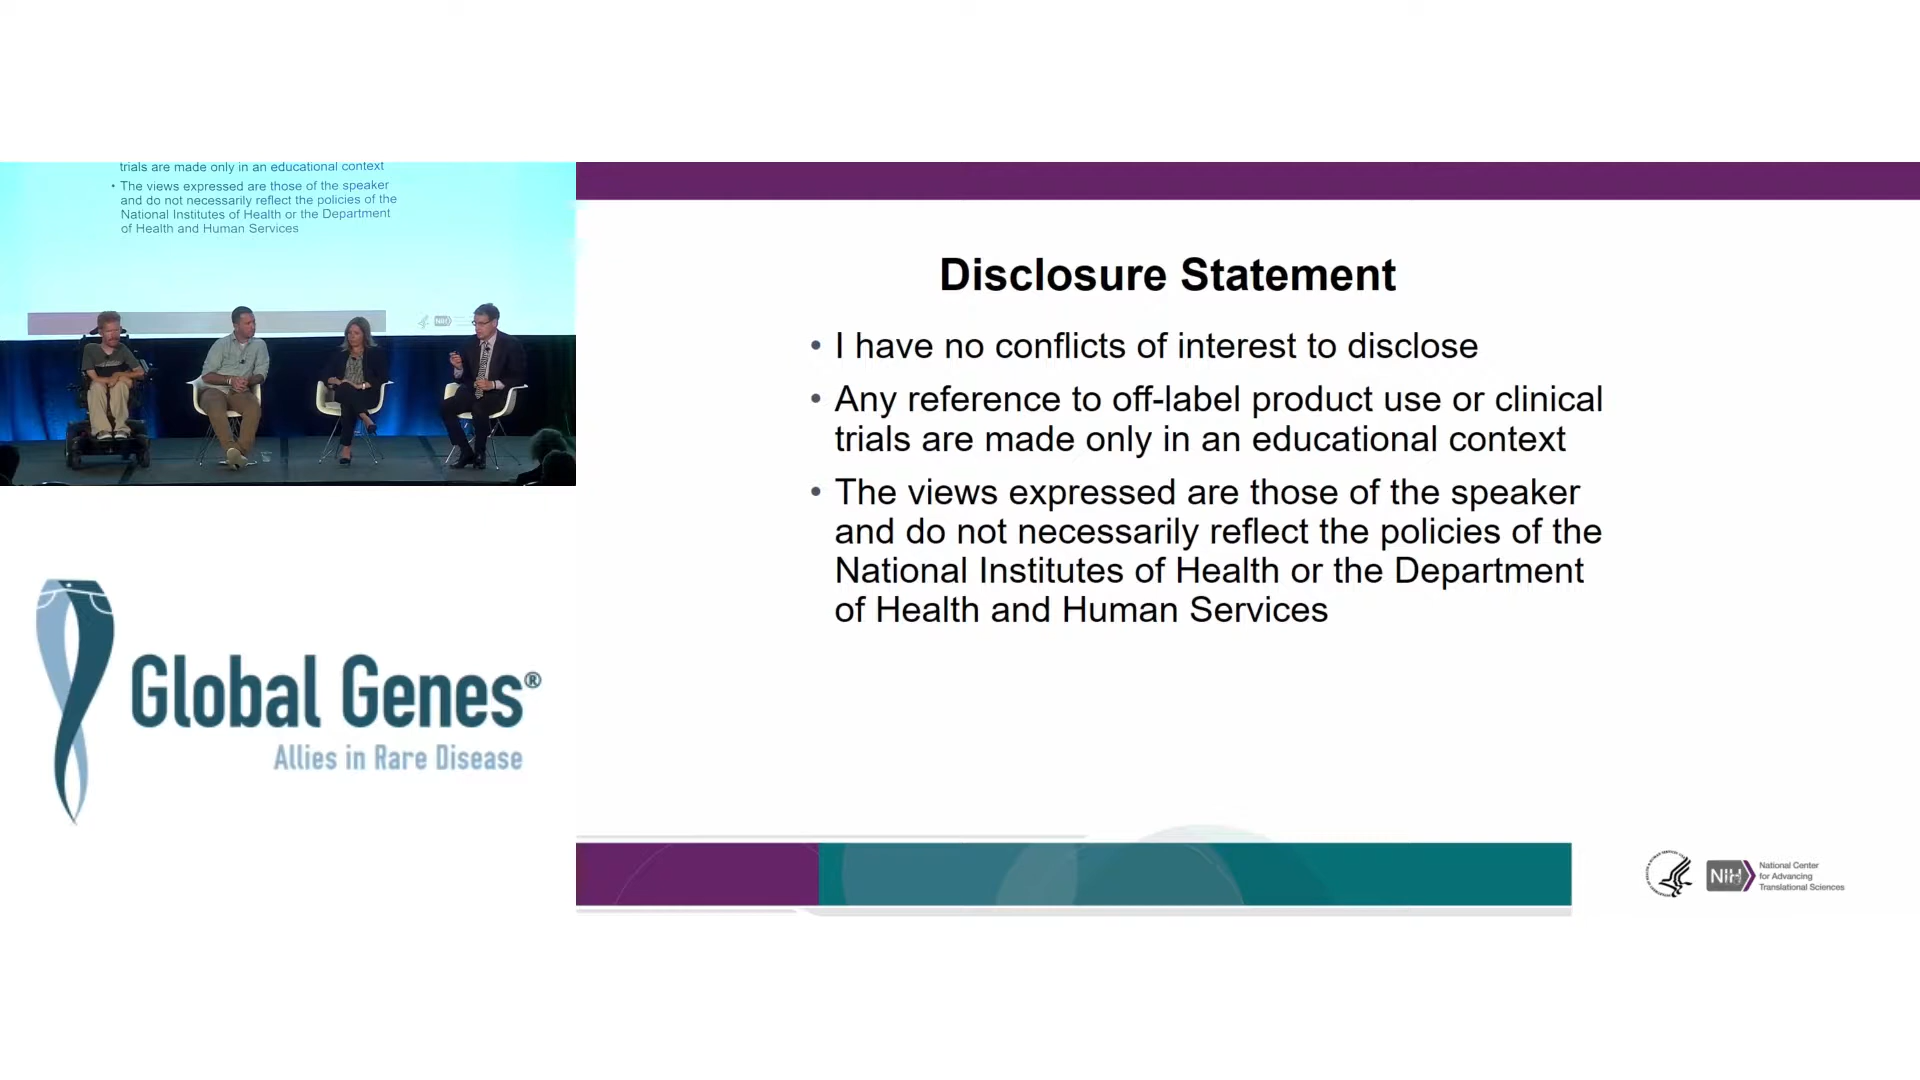 trials are made only in an educational context
• The views expressed are those of the speaker
and do not necessarily reflect the policies of the
National Institutes of Health or the Department
of Health and Human Services
NIH
Disclosure Statement
• I have no conflicts of interest to disclose
• Any reference to off-label product use or clinical
trials are made only in an educational context
• The views expressed are those of the speaker
and do not necessarily reflect the policies of the
National Institutes of Health or the Department
of Health and Human Services
Global Genes®
Allies in Rare Disease
NIH
National Center
for Advancing
Translational Sciences